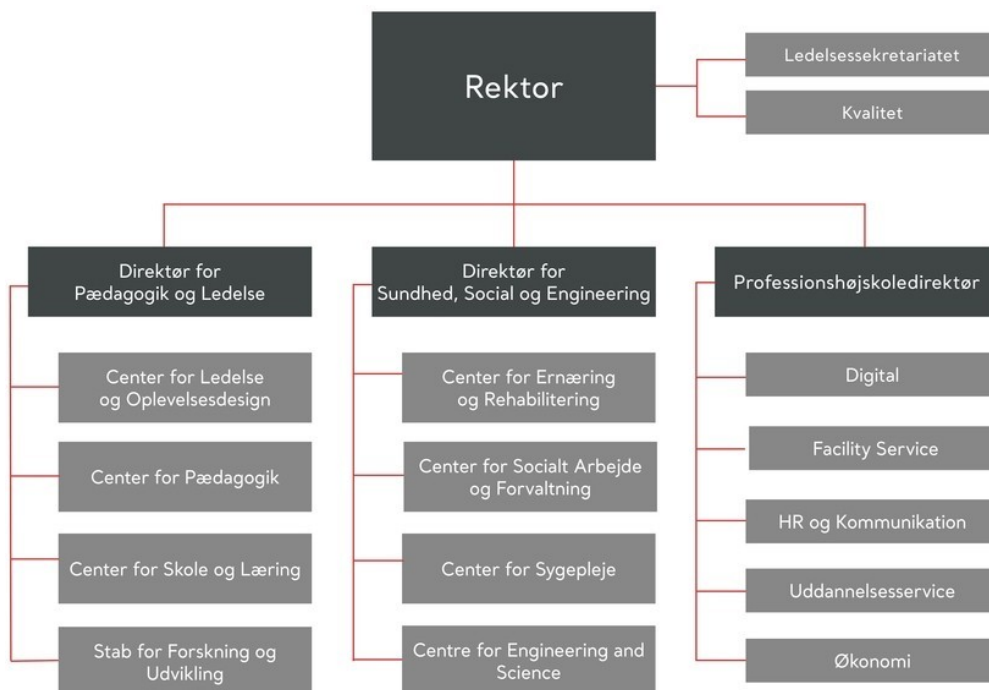 Rektor
Ledelsessekretariatet
Kvalitet
Direktør for
Pædagogik og Ledelse
Center for Ledelse
og Oplevelsesdesign
Center for Pædagogik
Center for Skole og Læring
Stab for Forskning og
Udvikling
Direktør for
Sundhed, Social og Engineering
Center for Ernæring
og Rehabilitering
Center for Socialt Arbejde
og Forvaltning
Center for Sygepleje
Centre for Engineering and
Science
Professionshøjskoledirektør
Digital
Facility Service
HR og Kommunikation
Uddannelsesservice
Økonomi